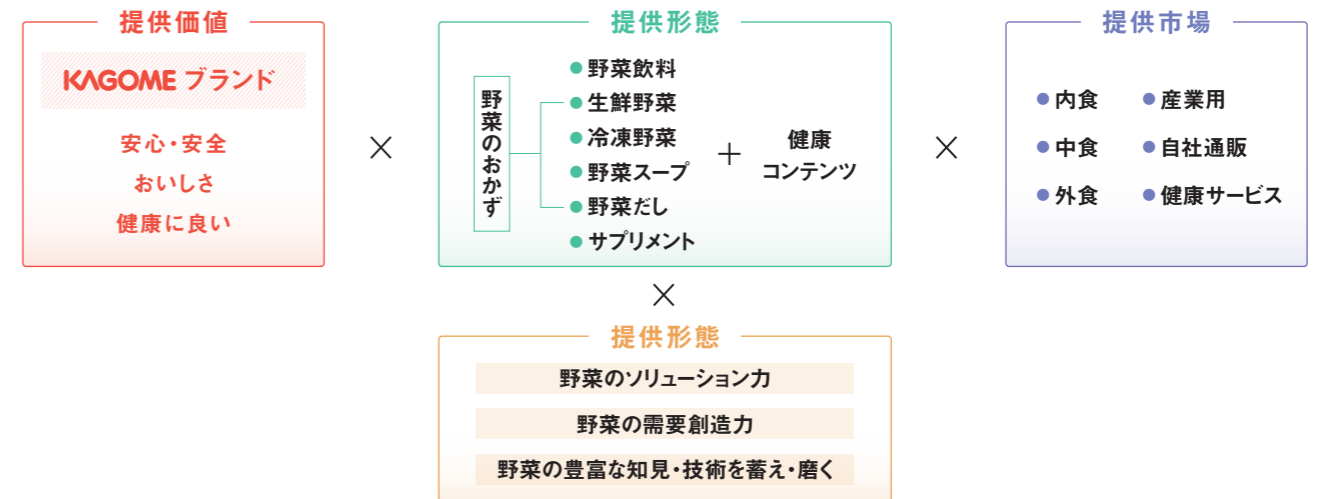 提供価値
KAGOME ブランド
安心・安全
おいしさ
健康に良い
×
提供形態
野菜のおかず
● 野菜飲料
● 生鮮野菜
● 冷凍野菜
● 野菜スープ
● 野菜だし
● サプリメント
+
健康
コンテンツ
×
提供市場
● 内食
● 産業用
● 中食
● 自社通販
● 外食
● 健康サービス
×
提供形態
野菜のソリューション力
野菜の需要創造力
野菜の豊富な知見・技術を蓄え・磨く